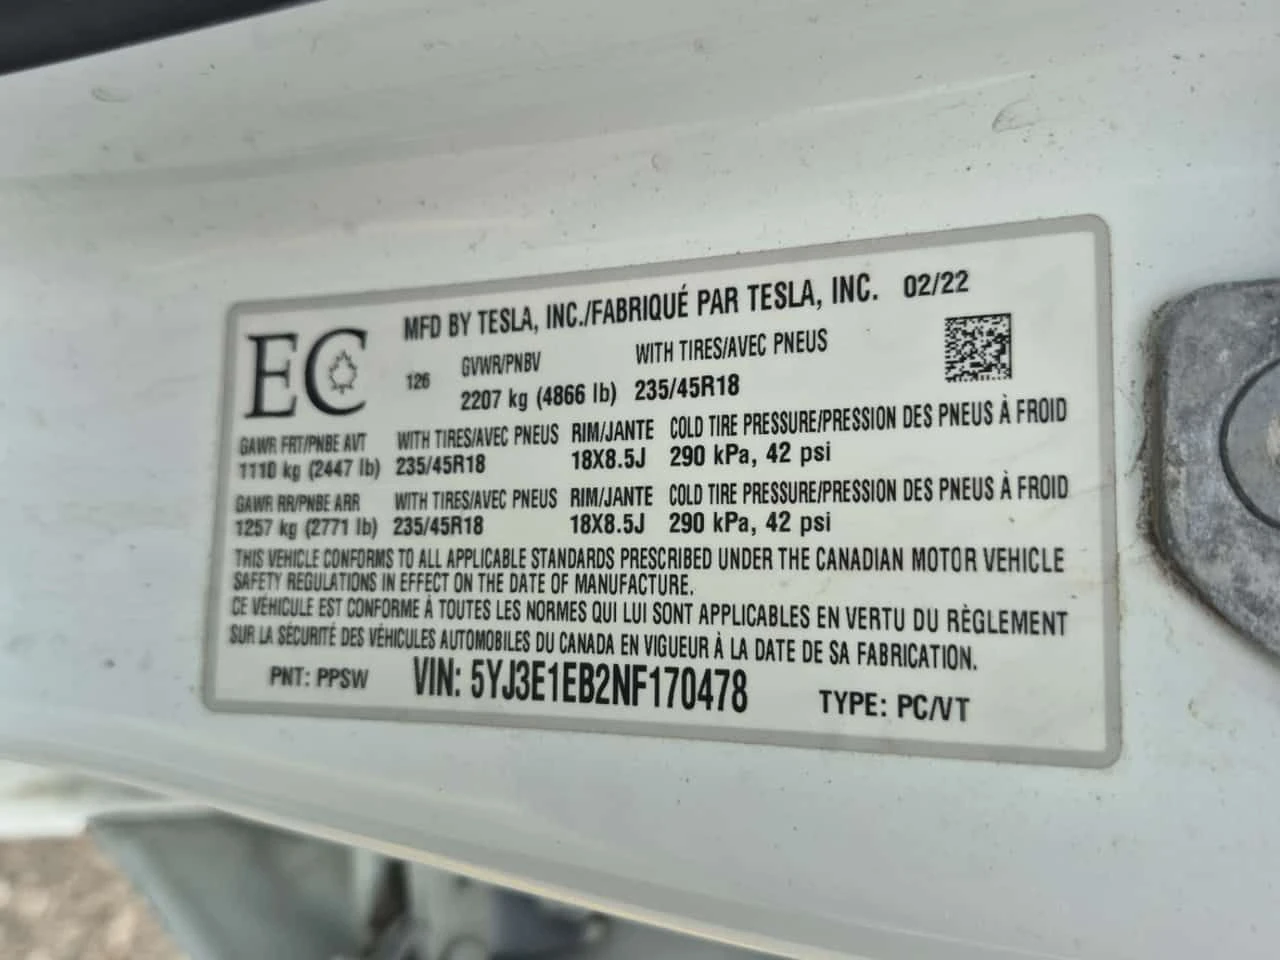 MFD BY TESLA, INC./FABRIQUÉ PAR TESLA, INC. 02/22
EC
126
GVWR/PNBV WITH TIRES/AVEC PNEUS
2207 kg (4866 lb) 235/45R18
GAWR FRT/PNBE AVT WITH TIRES/AVEC PNEUS RIM/JANTE COLD TIRE PRESSURE/PRESSION DES PNEUS À FROID
1110 kg (2447 lb) 235/45R18 18X8.5J 290 kPa, 42 psi
GAWR RR/PNBE ARR WITH TIRES/AVEC PNEUS RIM/JANTE COLD TIRE PRESSURE/PRESSION DES PNEUS À FROID
1257 kg (2771 lb) 235/45R18 18X8.5J 290 kPa, 42 psi
THIS VEHICLE CONFORMS TO ALL APPLICABLE STANDARDS PRESCRIBED UNDER THE CANADIAN MOTOR VEHICLE
SAFETY REGULATIONS IN EFFECT ON THE DATE OF MANUFACTURE.
CE VÉHICULE EST CONFORME À TOUTES LES NORMES QUI LUI SONT APPLICABLES EN VERTU DU RÈGLEMENT
SUR LA SÉCURITÉ DES VÉHICULES AUTOMOBILES DU CANADA EN VIGUEUR À LA DATE DE SA FABRICATION.
PNT: PPSW VIN: 5YJ3E1EB2NF170478 TYPE: PC/VT